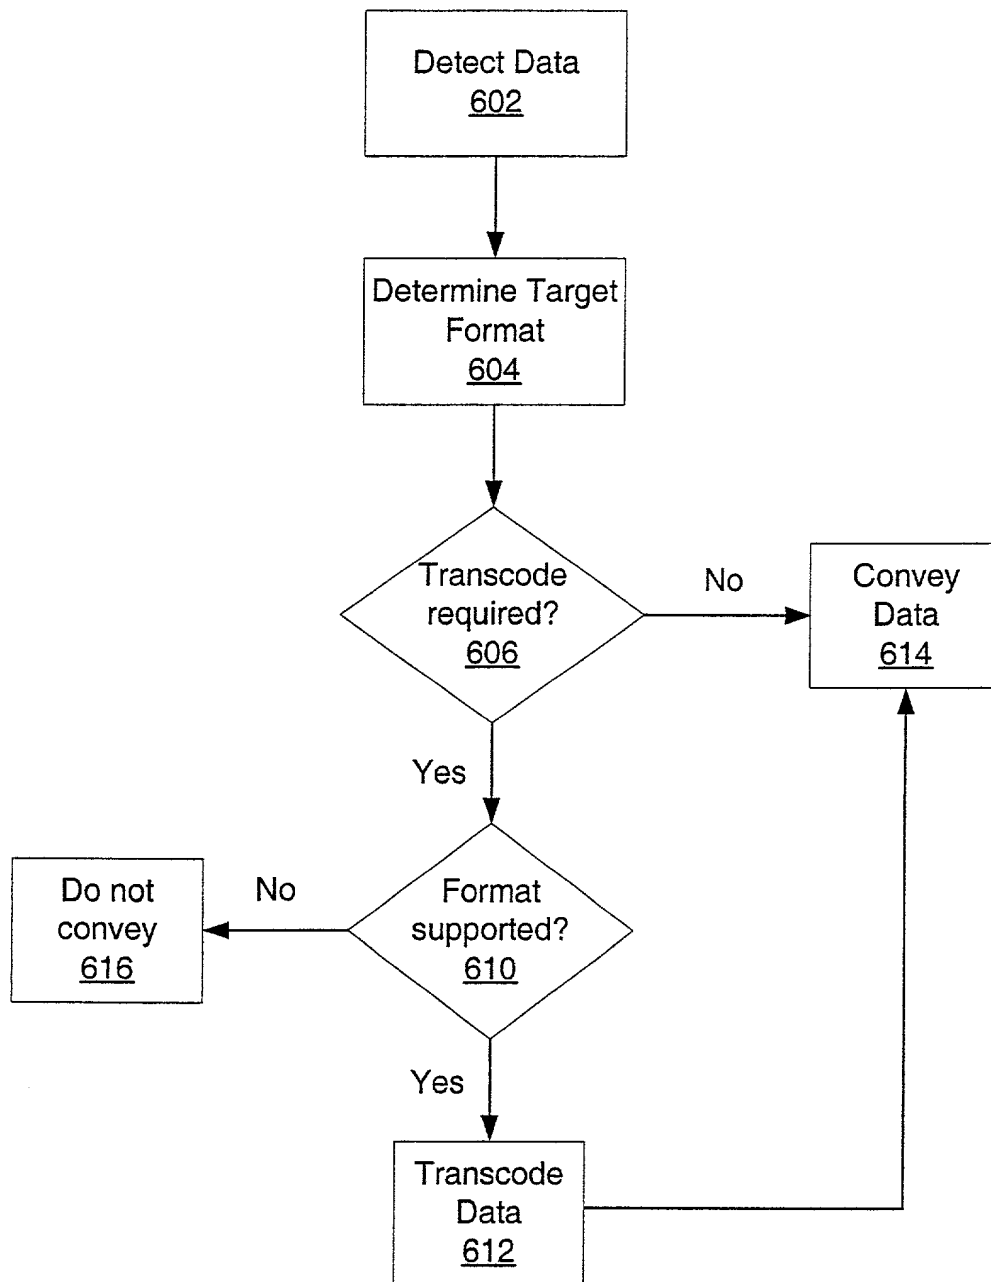 Detect Data
602
Determine Target
Format
604
Transcode
required?
606
No
Convey
Data
614
Yes
Do not
convey
616
No
Format
supported?
610
Yes
Transcode
Data
612